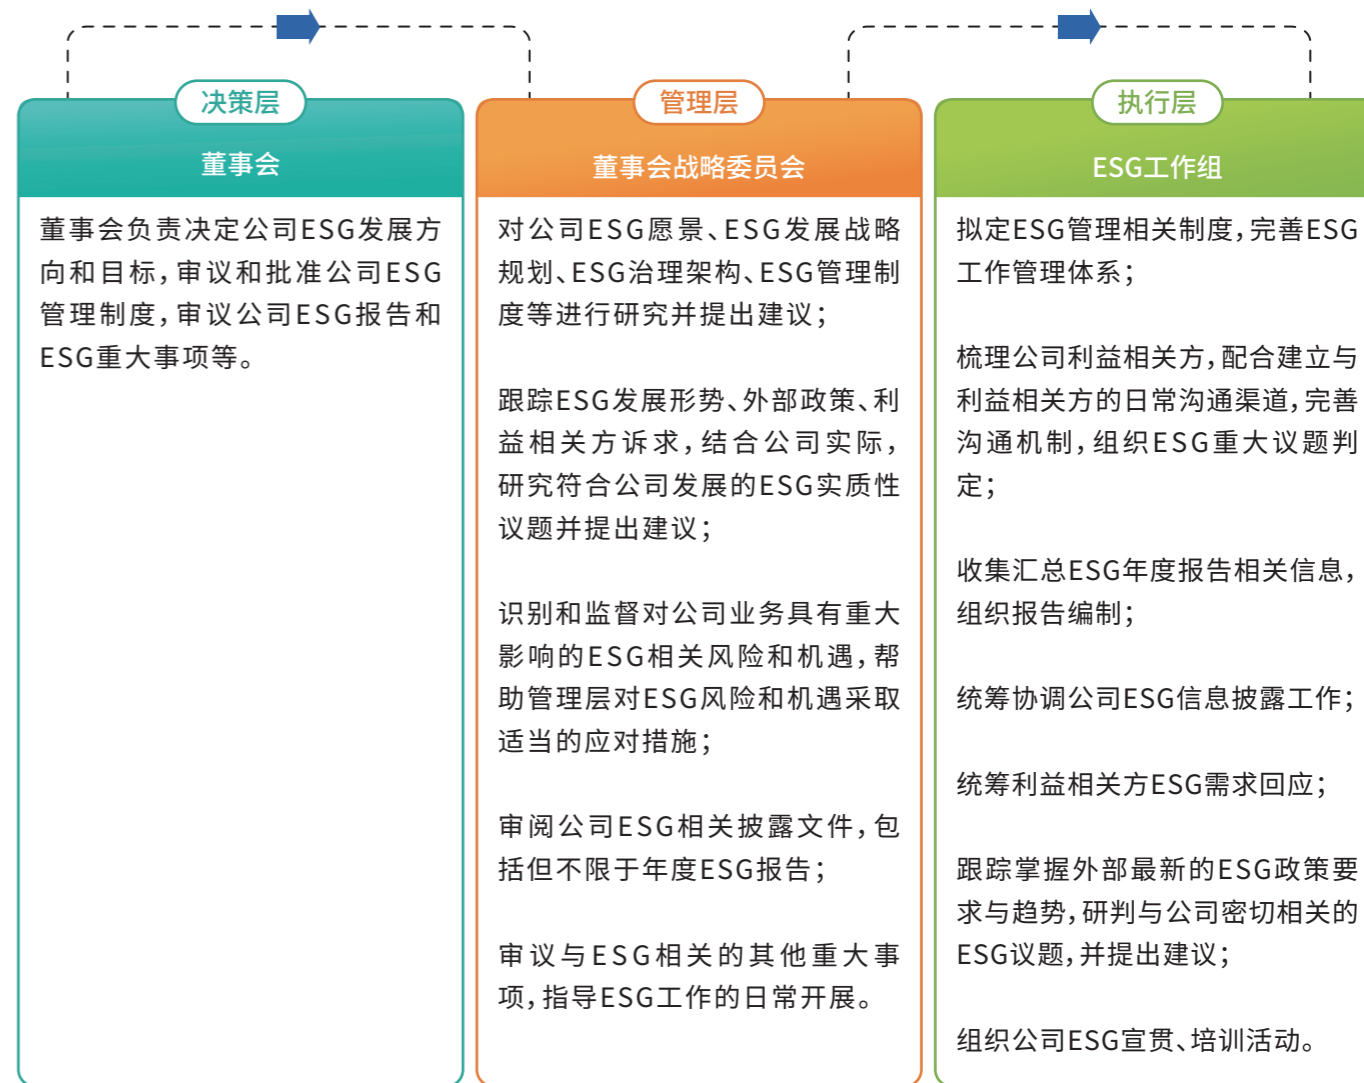 决策层
董事会
董事会负责决定公司ESG发展方
向和目标，审议和批准公司ESG
管理制度，审议公司ESG报告和
ESG重大事项等。
管理层
董事会战略委员会
对公司ESG愿景、ESG发展战略
规划、ESG治理架构、ESG管理制
度等进行研究并提出建议；
跟踪ESG发展形势、外部政策、利
益相关方诉求，结合公司实际，
研究符合公司发展的ESG实质性
议题并提出建议；
识别和监督对公司业务具有重大
影响的ESG相关风险和机遇，帮
助管理层对ESG风险和机遇采取
适当的应对措施；
审阅公司ESG相关披露文件，包
括但不限于年度ESG报告；
审议与ESG相关的其他重大事
项，指导ESG工作的日常开展。
执行层
ESG工作组
拟定ESG管理相关制度，完善ESG
工作管理体系；
梳理公司利益相关方，配合建立与
利益相关方的日常沟通渠道，完善
沟通机制，组织ESG重大议题判
定；
收集汇总ESG年度报告相关信息，
组织报告编制；
统筹协调公司ESG信息披露工作；
统筹利益相关方ESG需求回应；
跟踪掌握外部最新的ESG政策要
求与趋势，研判与公司密切相关的
ESG议题，并提出建议；
组织公司ESG宣贯、培训活动。